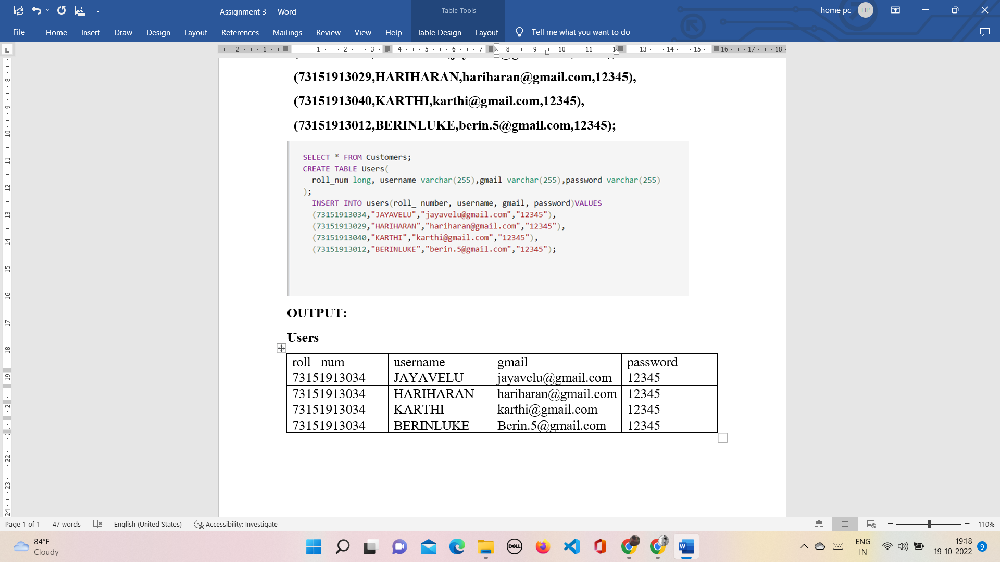 Assignment 3 - Word
Table Tools
home pc
HP
File
Home
Insert
Draw
Design
Layout
References
Mailings
Review
View
Help
Table Design
Layout
Tell me what you want to do
(73151913029,HARIHARAN,hariharan@gmail.com,12345),
(73151913040,KARTHI,karthi@gmail.com,12345),
(73151913012,BERINLUKE,berin.5@gmail.com,12345);
SELECT * FROM Customers;
CREATE TABLE Users(
roll_num long, username varchar(255),gmail varchar(255),password varchar(255)
);
INSERT INTO users(roll_ number, username, gmail, password)VALUES
(73151913034,"JAYAVELU","jayavelu@gmail.com","12345"),
(73151913029,"HARIHARAN","hariharan@gmail.com","12345"),
(73151913040,"KARTHI","karthi@gmail.com","12345"),
(73151913012,"BERINLUKE","berin.5@gmail.com","12345");
OUTPUT:
Users
roll num username gmail password
73151913034 JAYAVELU jayavelu@gmail.com 12345
73151913034 HARIHARAN hariharan@gmail.com 12345
73151913034 KARTHI karthi@gmail.com 12345
73151913034 BERINLUKE Berin.5@gmail.com 12345
Page 1 of 1
47 words
English (United States)
Accessibility: Investigate
110%
84°F
Cloudy
DELL
W
ENG
IN
19:18
19-10-2022
9